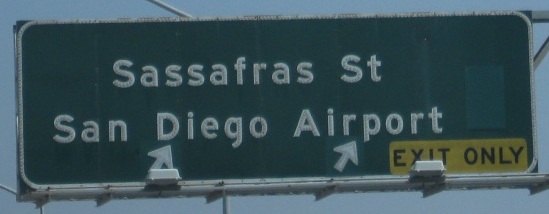 Sassafras St
San Diego Airport
EXIT ONLY